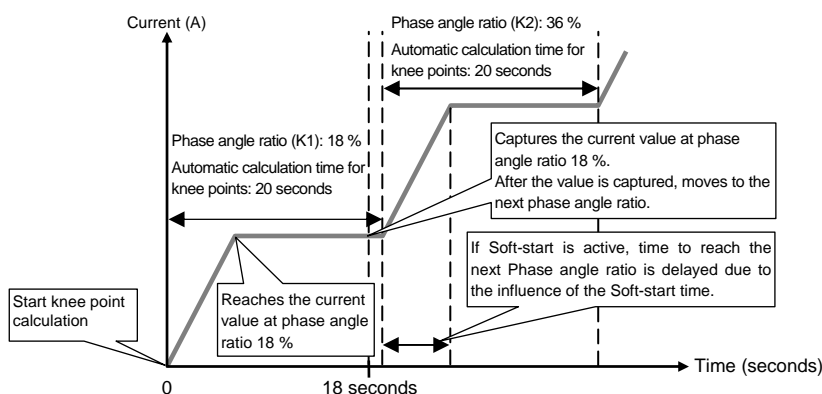 Current (A)
Phase angle ratio (K2): 36 %
Automatic calculation time for
knee points: 20 seconds
Phase angle ratio (K1): 18 %
Automatic calculation time for
knee points: 20 seconds
Captures the current value at phase
angle ratio 18 %.
After the value is captured, moves to the
next phase angle ratio.
If Soft-start is active, time to reach the
next Phase angle ratio is delayed due to
the influence of the Soft-start time.
Start knee point
calculation
Reaches the current
value at phase angle
ratio 18 %
Time (seconds)
0
18 seconds